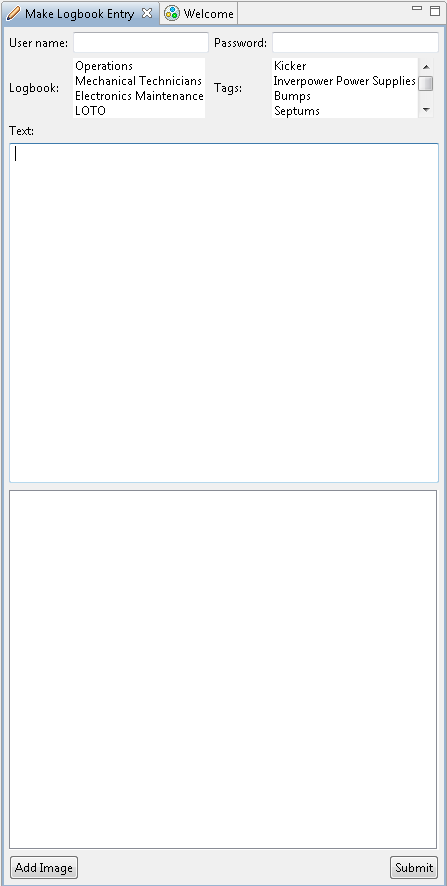 Make Logbook Entry Welcome
User name: Password:
Logbook: Tags:
Operations
Mechanical Technicians
Electronics Maintenance
LOTO
Kicker
Inverpower Power Supplies
Bumps
Septums
Text:
Add Image Submit